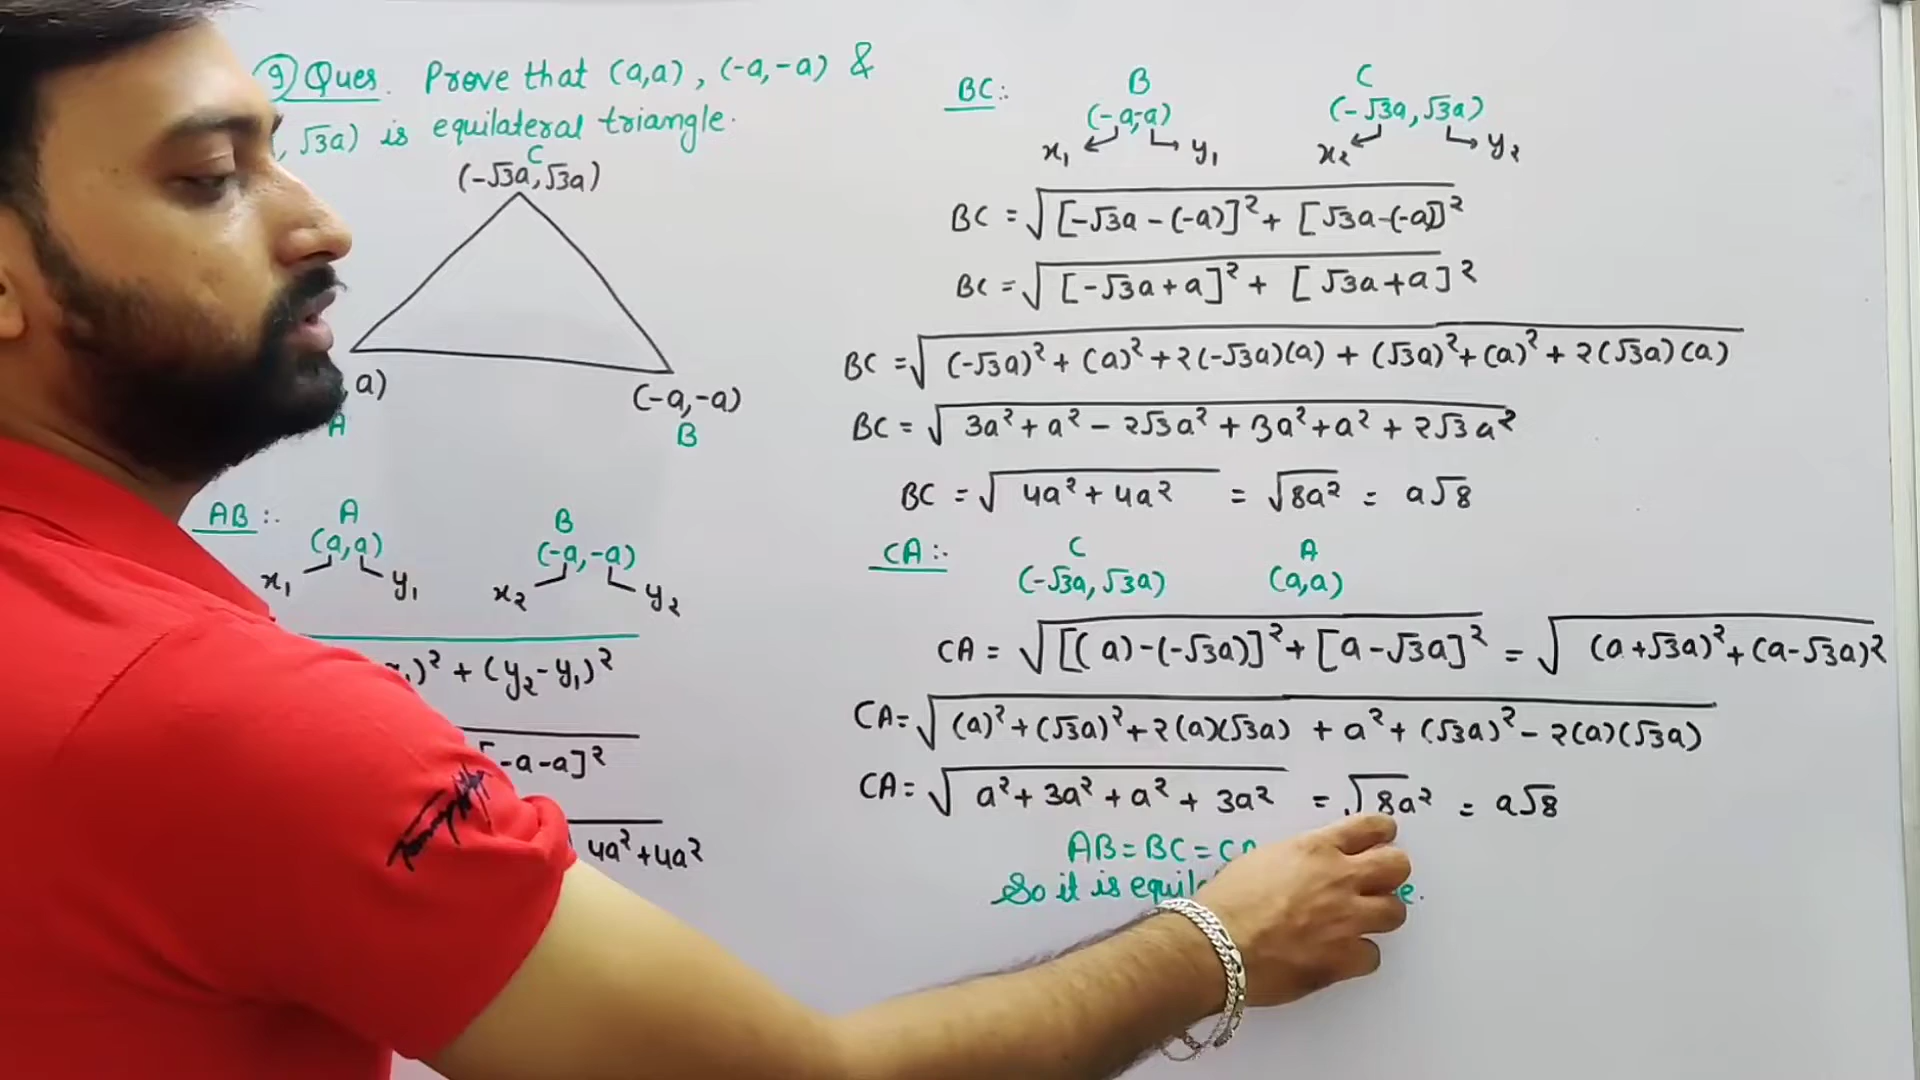 9) Ques. Prove that (a,a), (-a,-a) &
, √3a) is equilateral triangle.
C
(-√3a, √3a)
a)
A
(-a,-a)
B
AB:-
A
(a,a)
x₁ y₁
B
(-a,-a)
x₂ y₂
)² + (y₂-y₁)²
-a-a]²
4a²+4a²
BC:-
B
(-a,-a)
x₁ y₁
C
(-√3a, √3a)
x₂ y₂
BC = √[-√3a-(-a)]² + [√3a-(-a)]²
BC = √[-√3a+a]² + [√3a+a]²
BC = √(-√3a)² + (a)² + 2(-√3a)(a) + (√3a)² + (a)² + 2(√3a)(a)
BC = √3a² + a² - 2√3a² + 3a² + a² + 2√3a²
BC = √4a² + 4a² = √8a² = a√8
CA:-
C
(-√3a, √3a)
A
(a,a)
CA = √[(a)-(-√3a)]² + [a-√3a]² = √(a+√3a)² + (a-√3a)²
CA = √(a)² + (√3a)² + 2(a)(√3a) + a² + (√3a)² - 2(a)(√3a)
CA = √a² + 3a² + a² + 3a² = √8a² = a√8
AB = BC =
So it is